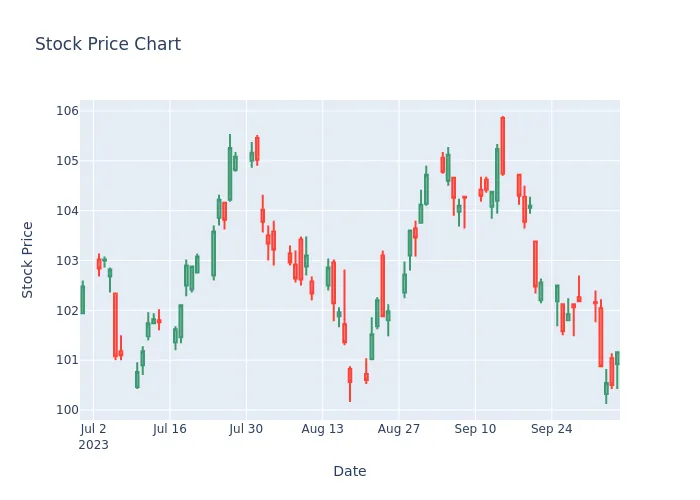 Stock Price Chart
106
105
104
103
102
101
100
Stock Price
Jul 2
2023
Jul 16
Jul 30
Aug 13
Aug 27
Sep 10
Sep 24
Date